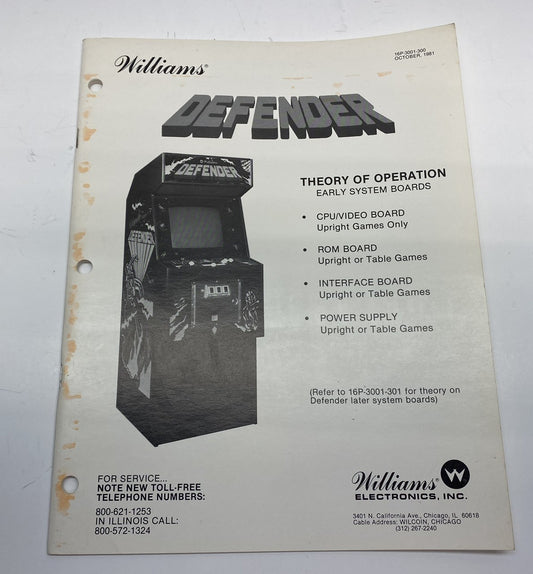 Williams®
16P-3001-300
OCTOBER, 1981
DEFENDER
Williams
DEFENDER
DEFENDER
THEORY OF OPERATION
EARLY SYSTEM BOARDS
• CPU/VIDEO BOARD
Upright Games Only
• ROM BOARD
Upright or Table Games
• INTERFACE BOARD
Upright or Table Games
• POWER SUPPLY
Upright or Table Games
(Refer to 16P-3001-301 for theory on
Defender later system boards)
FOR SERVICE...
NOTE NEW TOLL-FREE
TELEPHONE NUMBERS:
800-621-1253
IN ILLINOIS CALL:
800-572-1324
Williams® W
ELECTRONICS, INC.
3401 N. California Ave., Chicago, IL 60618
Cable Address: WILCOIN, CHICAGO
(312) 267-2240